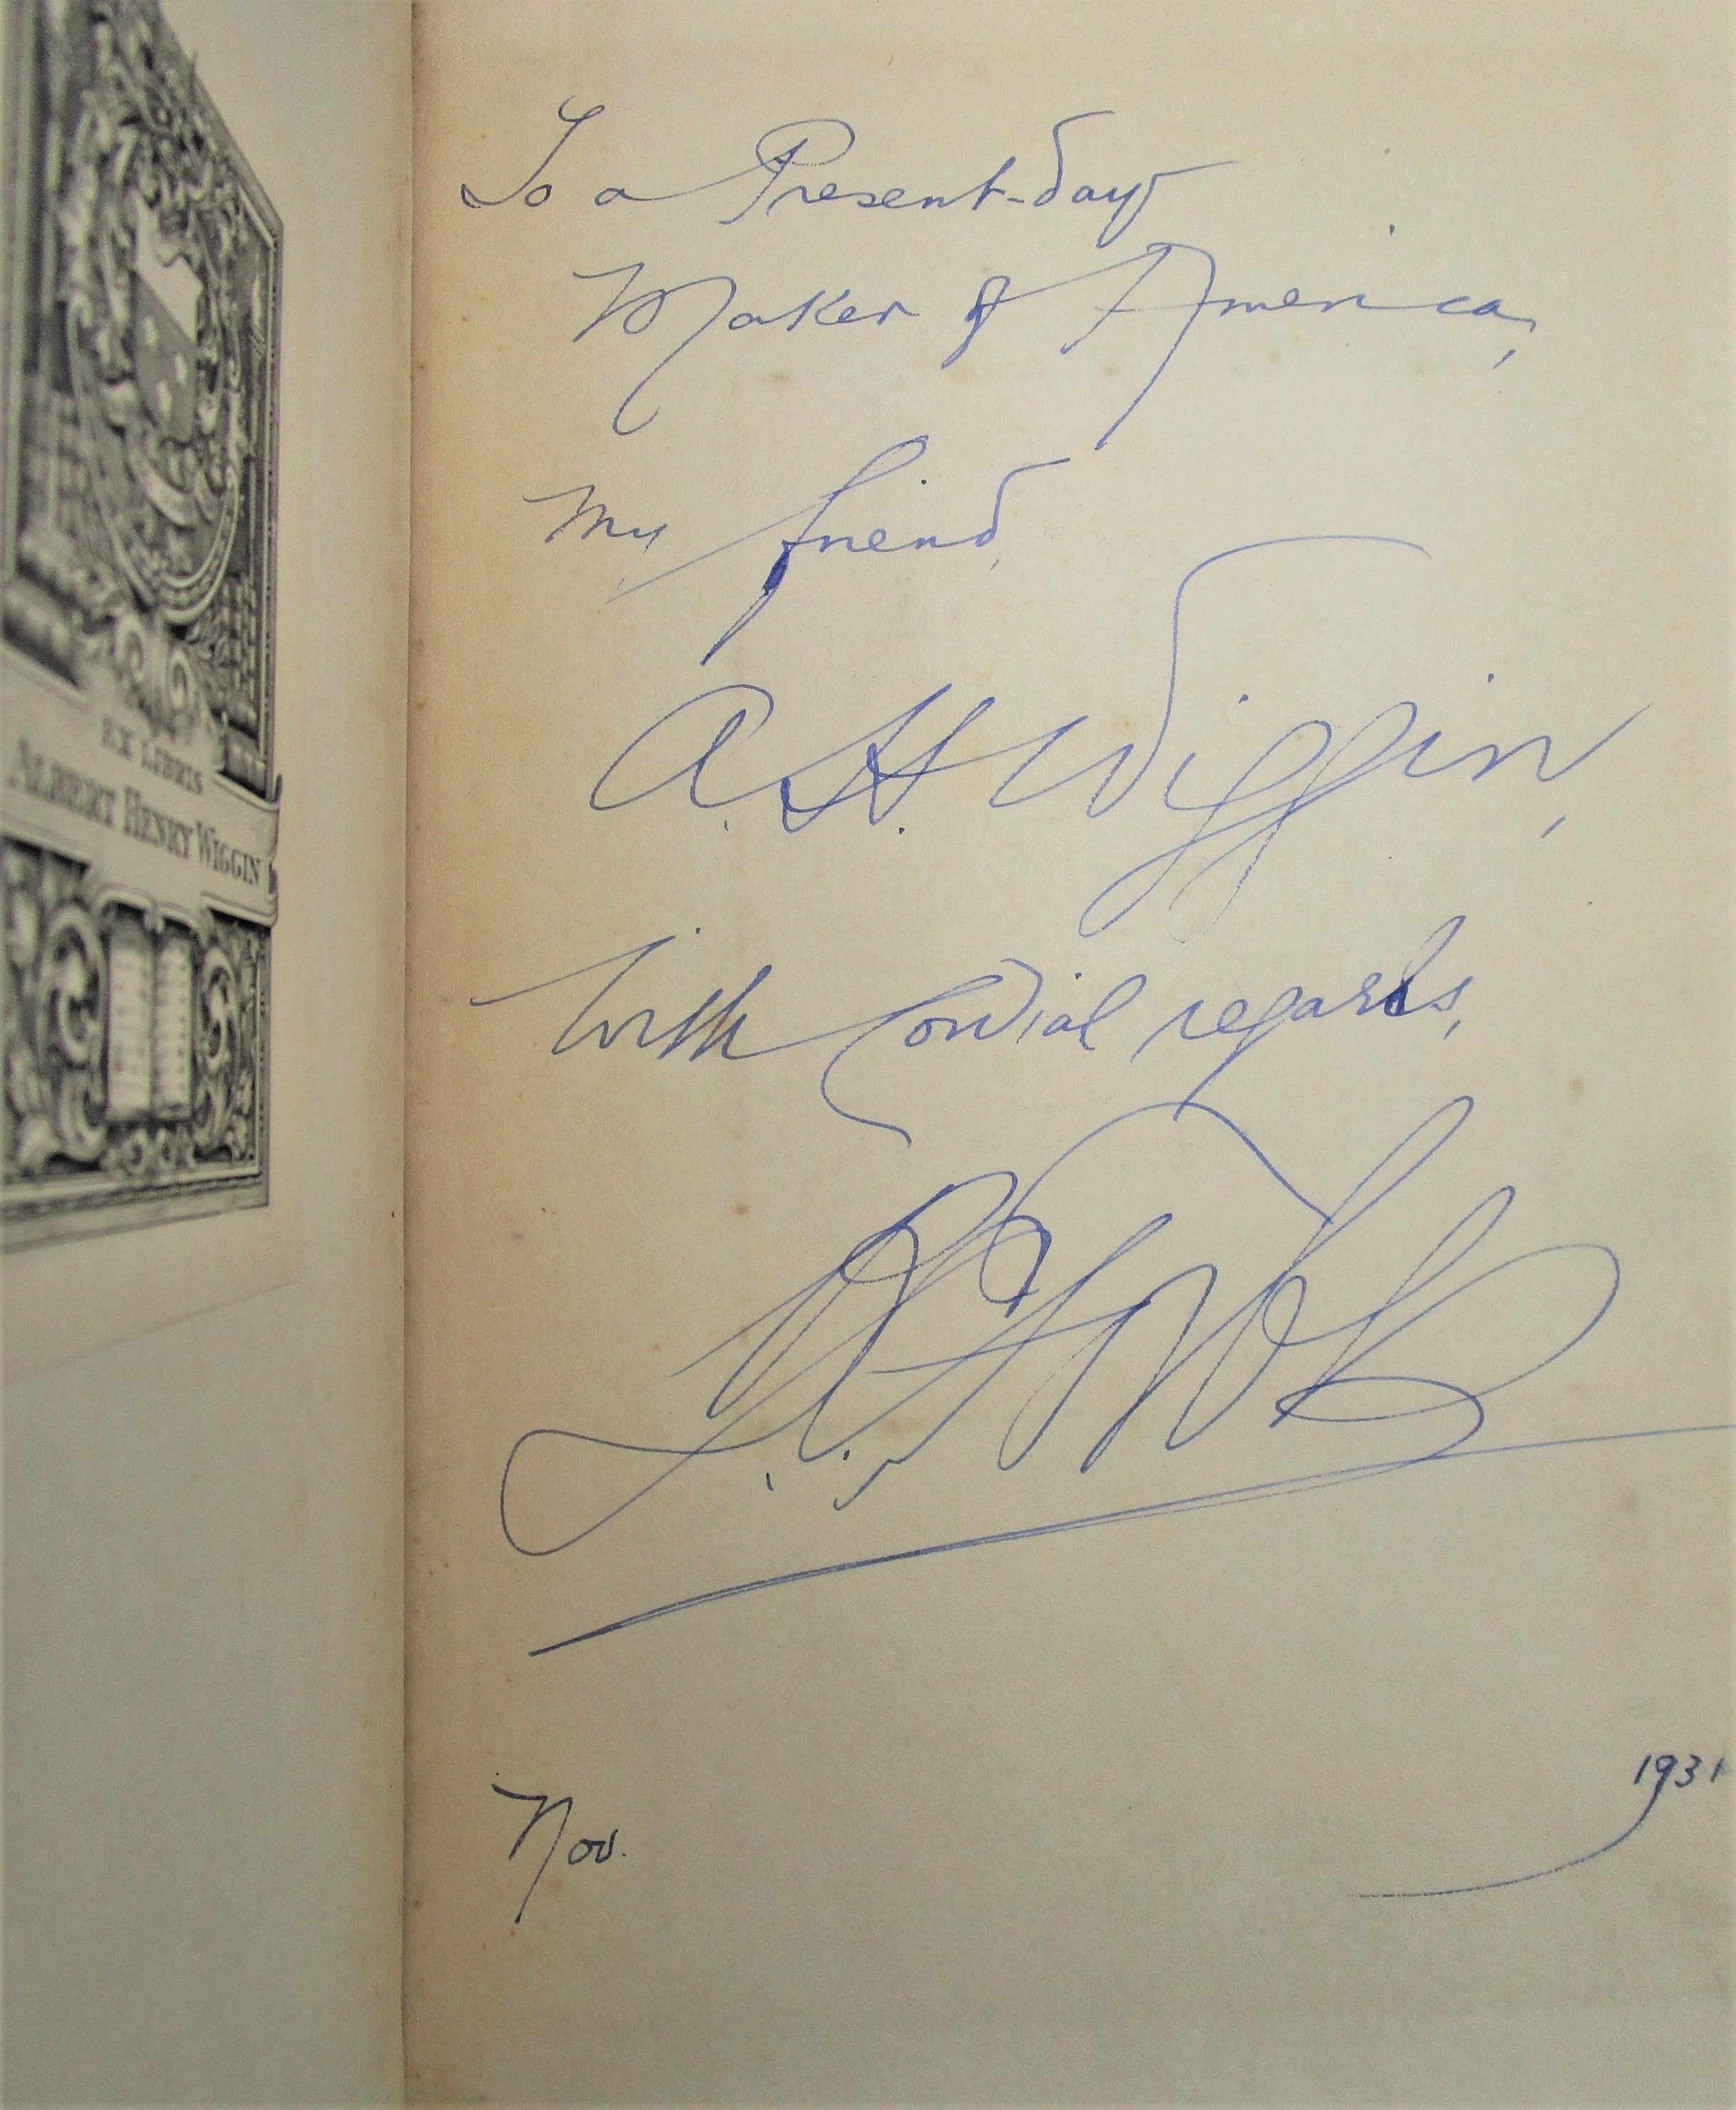 EX LIBRIS
ALBERT HENRY WIGGIN
To a Present-day
Maker of America,
my friend,
A. H. Wiggin,
With Cordial regards,
Nov. 1931